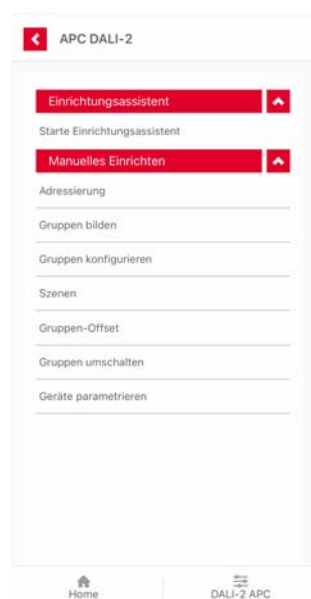 APC DALI-2
Einrichtungsassistent
Starte Einrichtungsassistent
Manuelles Einrichten
Adressierung
Gruppen bilden
Gruppen konfigurieren
Szenen
Gruppen-Offset
Gruppen umschalten
Geräte parametrieren
Home
DALI-2 APC